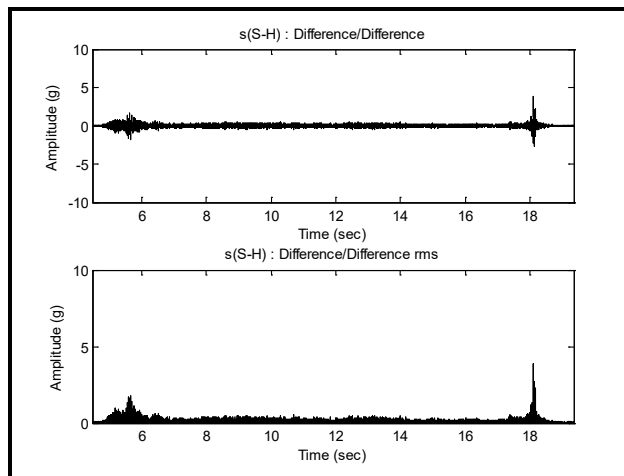 s(S-H) : Difference/Difference
10
5
0
-5
-10
Amplitude (g)
6 8 10 12 14 16 18
Time (sec)
s(S-H) : Difference/Difference rms
10
5
0
Amplitude (g)
6 8 10 12 14 16 18
Time (sec)